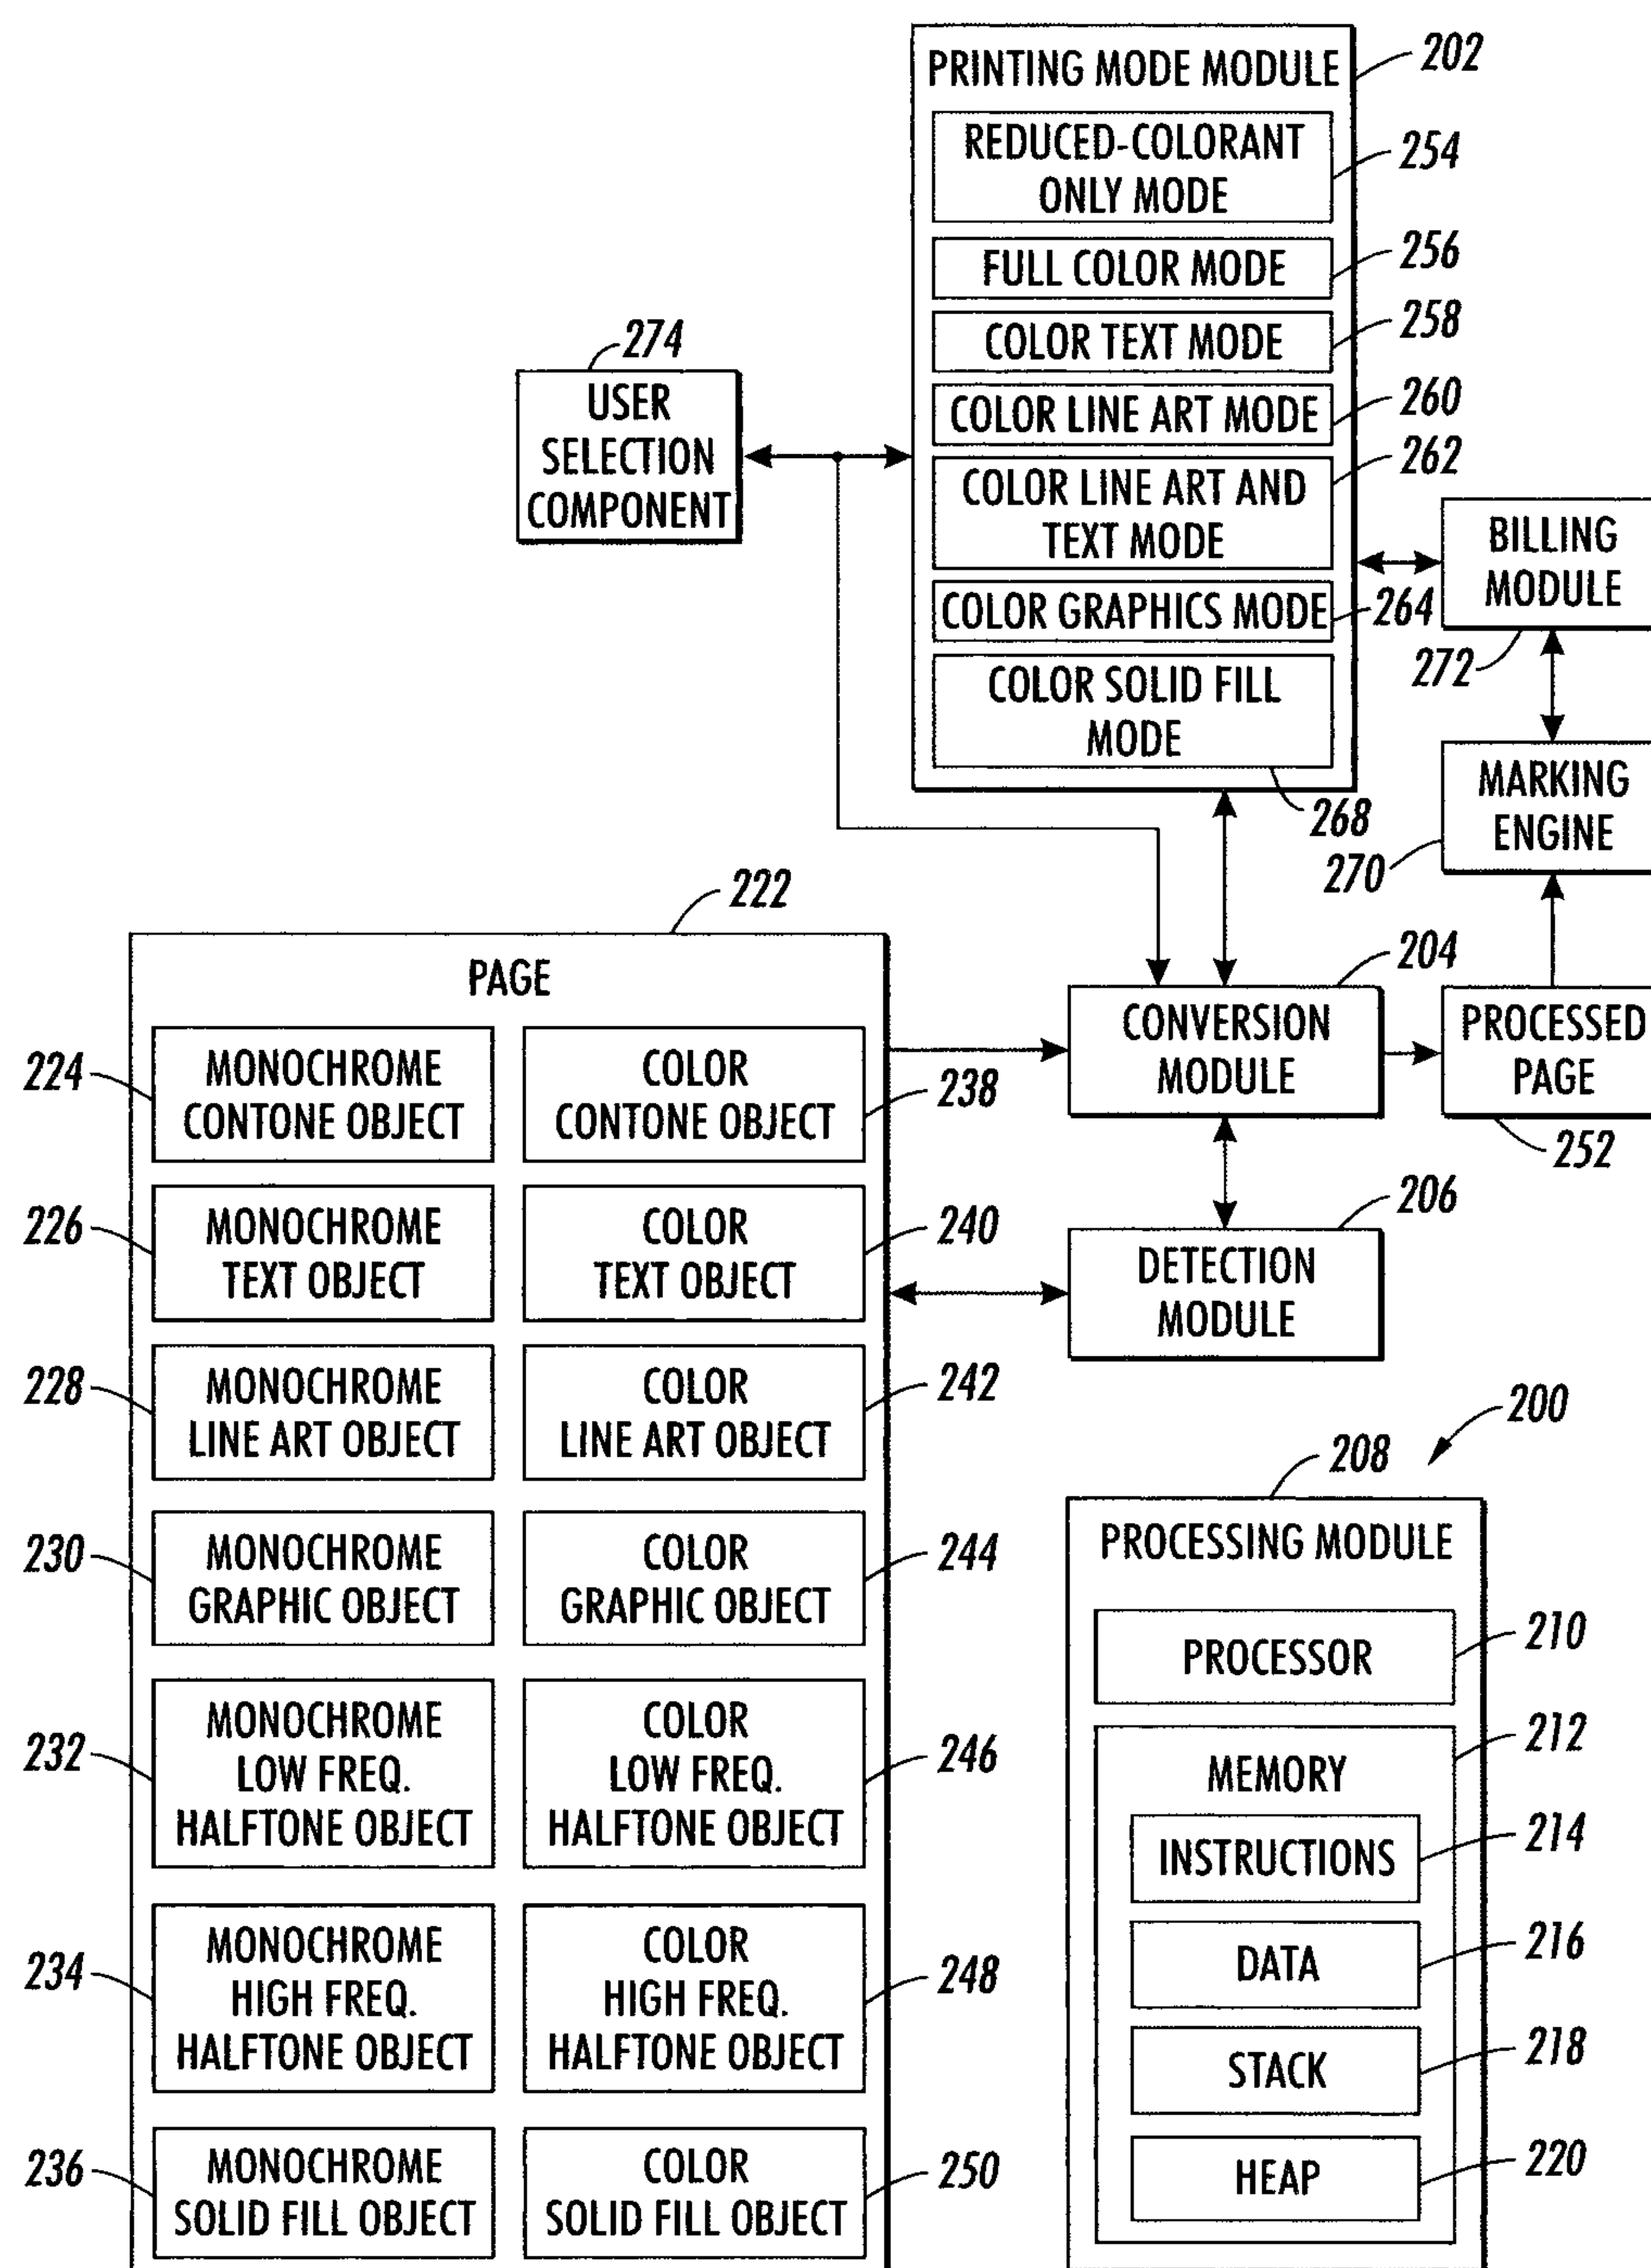 PRINTING MODE MODULE
202
REDUCED-COLORANT
ONLY MODE
254
FULL COLOR MODE
256
COLOR TEXT MODE
258
COLOR LINE ART MODE
260
COLOR LINE ART AND
TEXT MODE
262
COLOR GRAPHICS MODE
264
COLOR SOLID FILL
MODE
268
274
USER
SELECTION
COMPONENT
BILLING
MODULE
272
MARKING
ENGINE
270
222
PAGE
204
CONVERSION
MODULE
PROCESSED
PAGE
252
206
DETECTION
MODULE
224
MONOCHROME
CONTONE OBJECT
COLOR
CONTONE OBJECT
238
226
MONOCHROME
TEXT OBJECT
COLOR
TEXT OBJECT
240
228
MONOCHROME
LINE ART OBJECT
COLOR
LINE ART OBJECT
242
230
MONOCHROME
GRAPHIC OBJECT
COLOR
GRAPHIC OBJECT
244
232
MONOCHROME
LOW FREQ.
HALFTONE OBJECT
COLOR
LOW FREQ.
HALFTONE OBJECT
246
234
MONOCHROME
HIGH FREQ.
HALFTONE OBJECT
COLOR
HIGH FREQ.
HALFTONE OBJECT
248
236
MONOCHROME
SOLID FILL OBJECT
COLOR
SOLID FILL OBJECT
250
200
208
PROCESSING MODULE
PROCESSOR
210
MEMORY
212
INSTRUCTIONS
214
DATA
216
STACK
218
HEAP
220